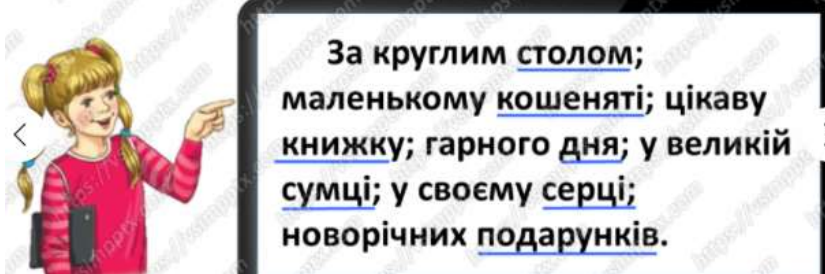 За круглим столом;
маленькому кошеняті; цікаву
книжку; гарного дня; у великій
сумці; у своєму серці;
новорічних подарунків.